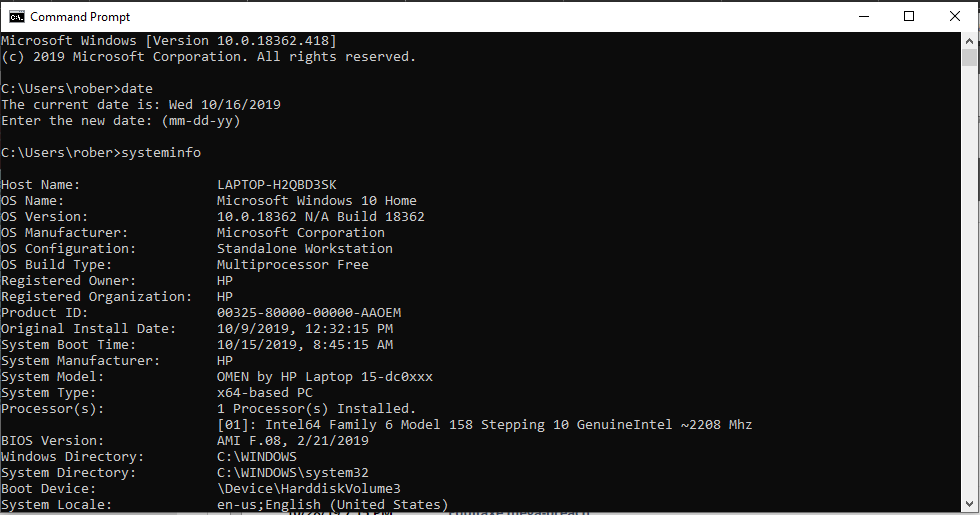 Command Prompt
Microsoft Windows [Version 10.0.18362.418]
(c) 2019 Microsoft Corporation. All rights reserved.
C:\Users\rober>date
The current date is: Wed 10/16/2019
Enter the new date: (mm-dd-yy)
C:\Users\rober>systeminfo
Host Name: LAPTOP-H2QBD3SK
OS Name: Microsoft Windows 10 Home
OS Version: 10.0.18362 N/A Build 18362
OS Manufacturer: Microsoft Corporation
OS Configuration: Standalone Workstation
OS Build Type: Multiprocessor Free
Registered Owner: HP
Registered Organization: HP
Product ID: 00325-80000-00000-AAOEM
Original Install Date: 10/9/2019, 12:32:15 PM
System Boot Time: 10/15/2019, 8:45:15 AM
System Manufacturer: HP
System Model: OMEN by HP Laptop 15-dc0xxx
System Type: x64-based PC
Processor(s): 1 Processor(s) Installed.
[01]: Intel64 Family 6 Model 158 Stepping 10 GenuineIntel ~2208 Mhz
BIOS Version: AMI F.08, 2/21/2019
Windows Directory: C:\WINDOWS
System Directory: C:\WINDOWS\system32
Boot Device: \Device\HarddiskVolume3
System Locale: en-us;English (United States)